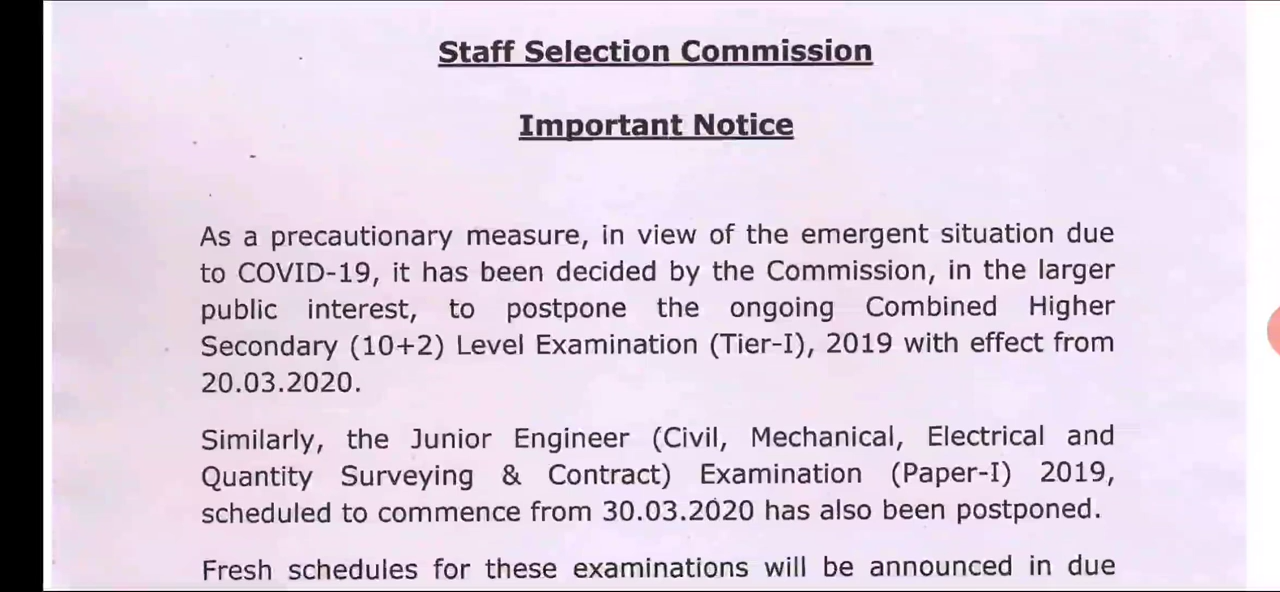 Staff Selection Commission
Important Notice
As a precautionary measure, in view of the emergent situation due
to COVID-19, it has been decided by the Commission, in the larger
public interest, to postpone the ongoing Combined Higher
Secondary (10+2) Level Examination (Tier-I), 2019 with effect from
20.03.2020.
Similarly, the Junior Engineer (Civil, Mechanical, Electrical and
Quantity Surveying & Contract) Examination (Paper-I) 2019,
scheduled to commence from 30.03.2020 has also been postponed.
Fresh schedules for these examinations will be announced in due